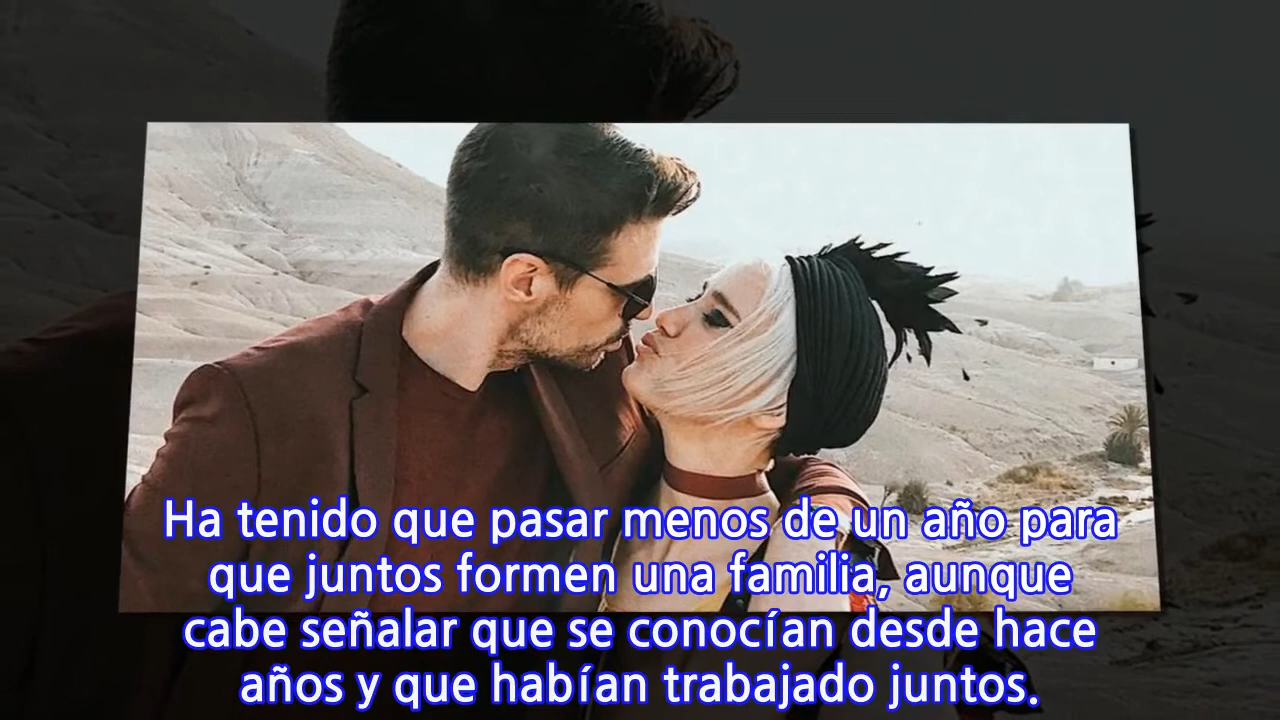 Ha tenido que pasar menos de un año para
que juntos formen una familia, aunque
cabe señalar que se conocían desde hace
años y que habían trabajado juntos.